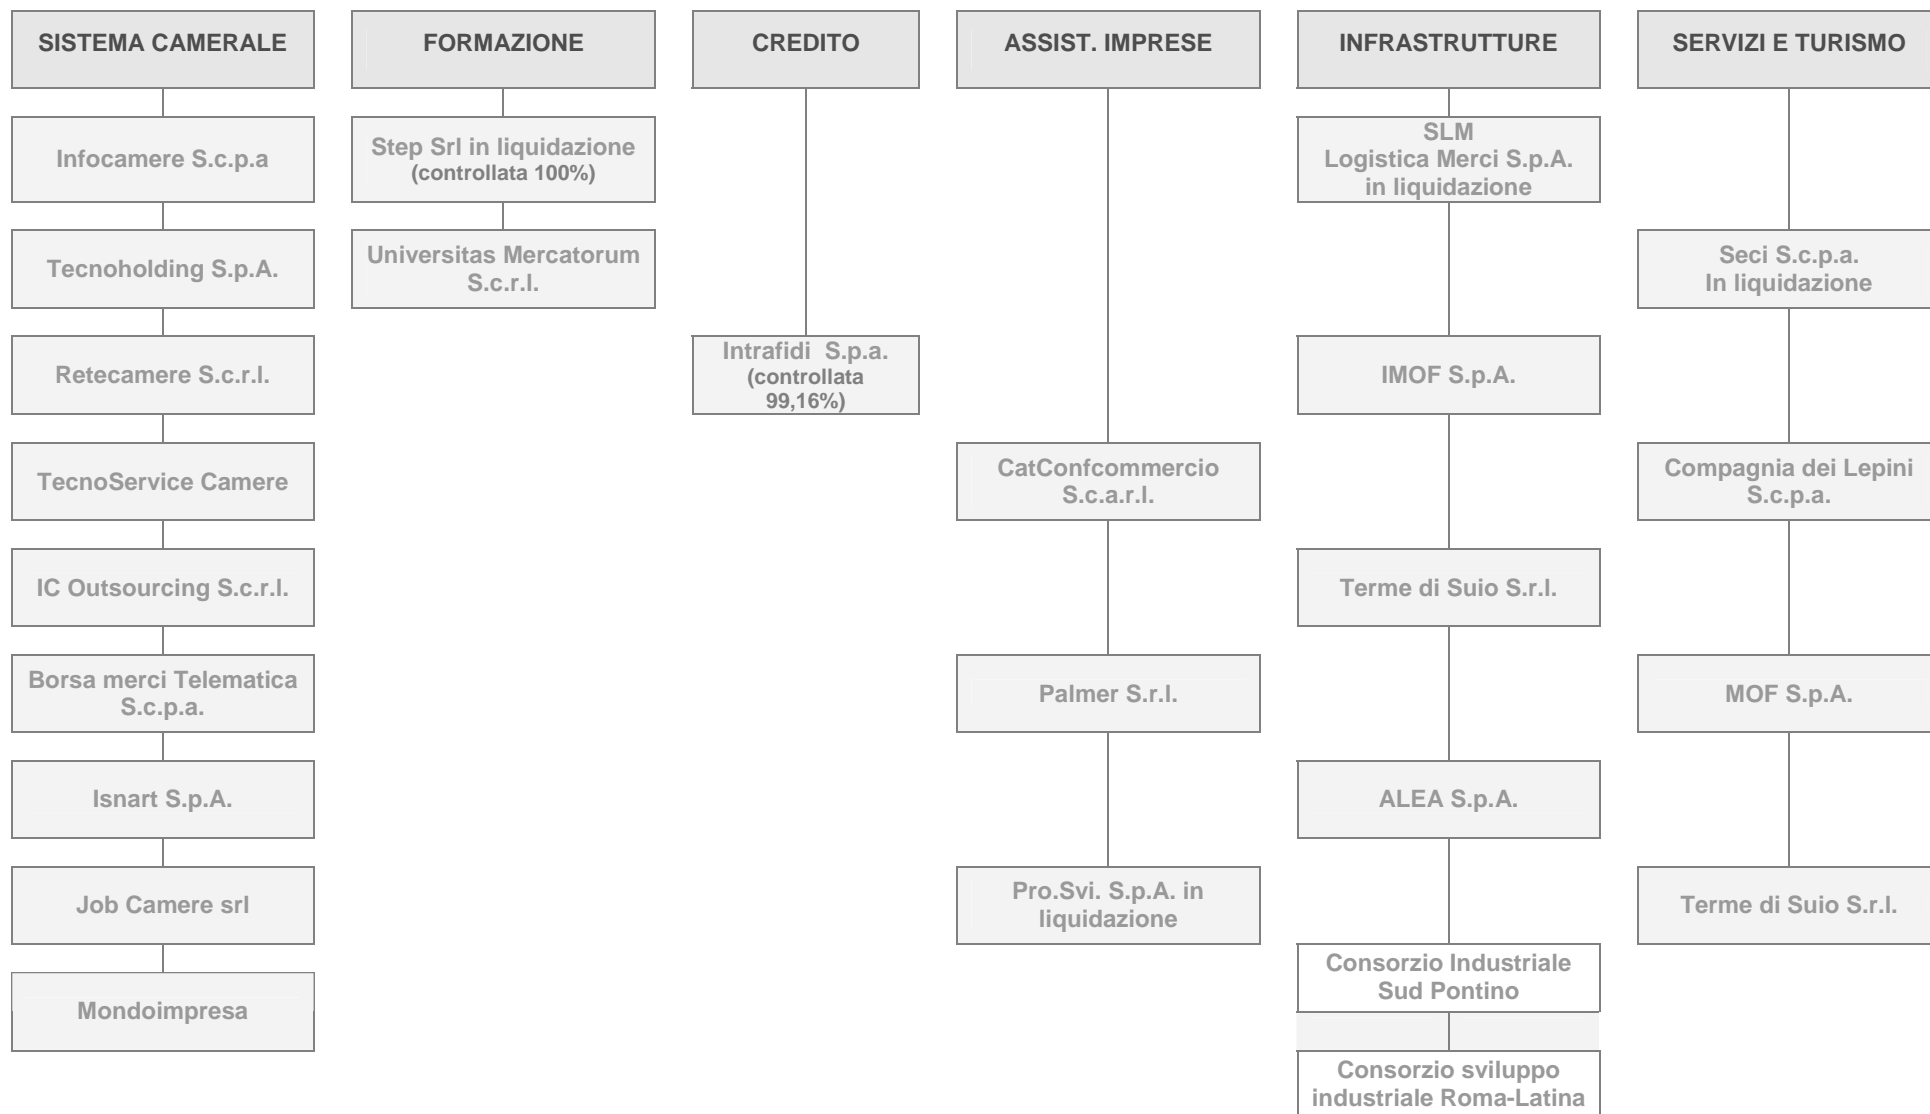 SISTEMA CAMERALE
Infocamere S.c.p.a
Tecnoholding S.p.A.
Retecamere S.c.r.l.
TecnoService Camere
IC Outsourcing S.c.r.l.
Borsa merci Telematica
S.c.p.a.
Isnart S.p.A.
Job Camere srl
Mondoimpresa
FORMAZIONE
Step Srl in liquidazione
(controllata 100%)
Universitas Mercatorum
S.c.r.l.
CREDITO
Intrafidi S.p.a.
(controllata
99,16%)
ASSIST. IMPRESE
CatConfcommercio
S.c.a.r.l.
Palmer S.r.l.
Pro.Svi. S.p.A. in
liquidazione
INFRASTRUTTURE
SLM
Logistica Merci S.p.A.
in liquidazione
IMOF S.p.A.
Terme di Suio S.r.l.
ALEA S.p.A.
Consorzio Industriale
Sud Pontino
Consorzio sviluppo
industriale Roma-Latina
SERVIZI E TURISMO
Seci S.c.p.a.
In liquidazione
Compagnia dei Lepini
S.c.p.a.
MOF S.p.A.
Terme di Suio S.r.l.